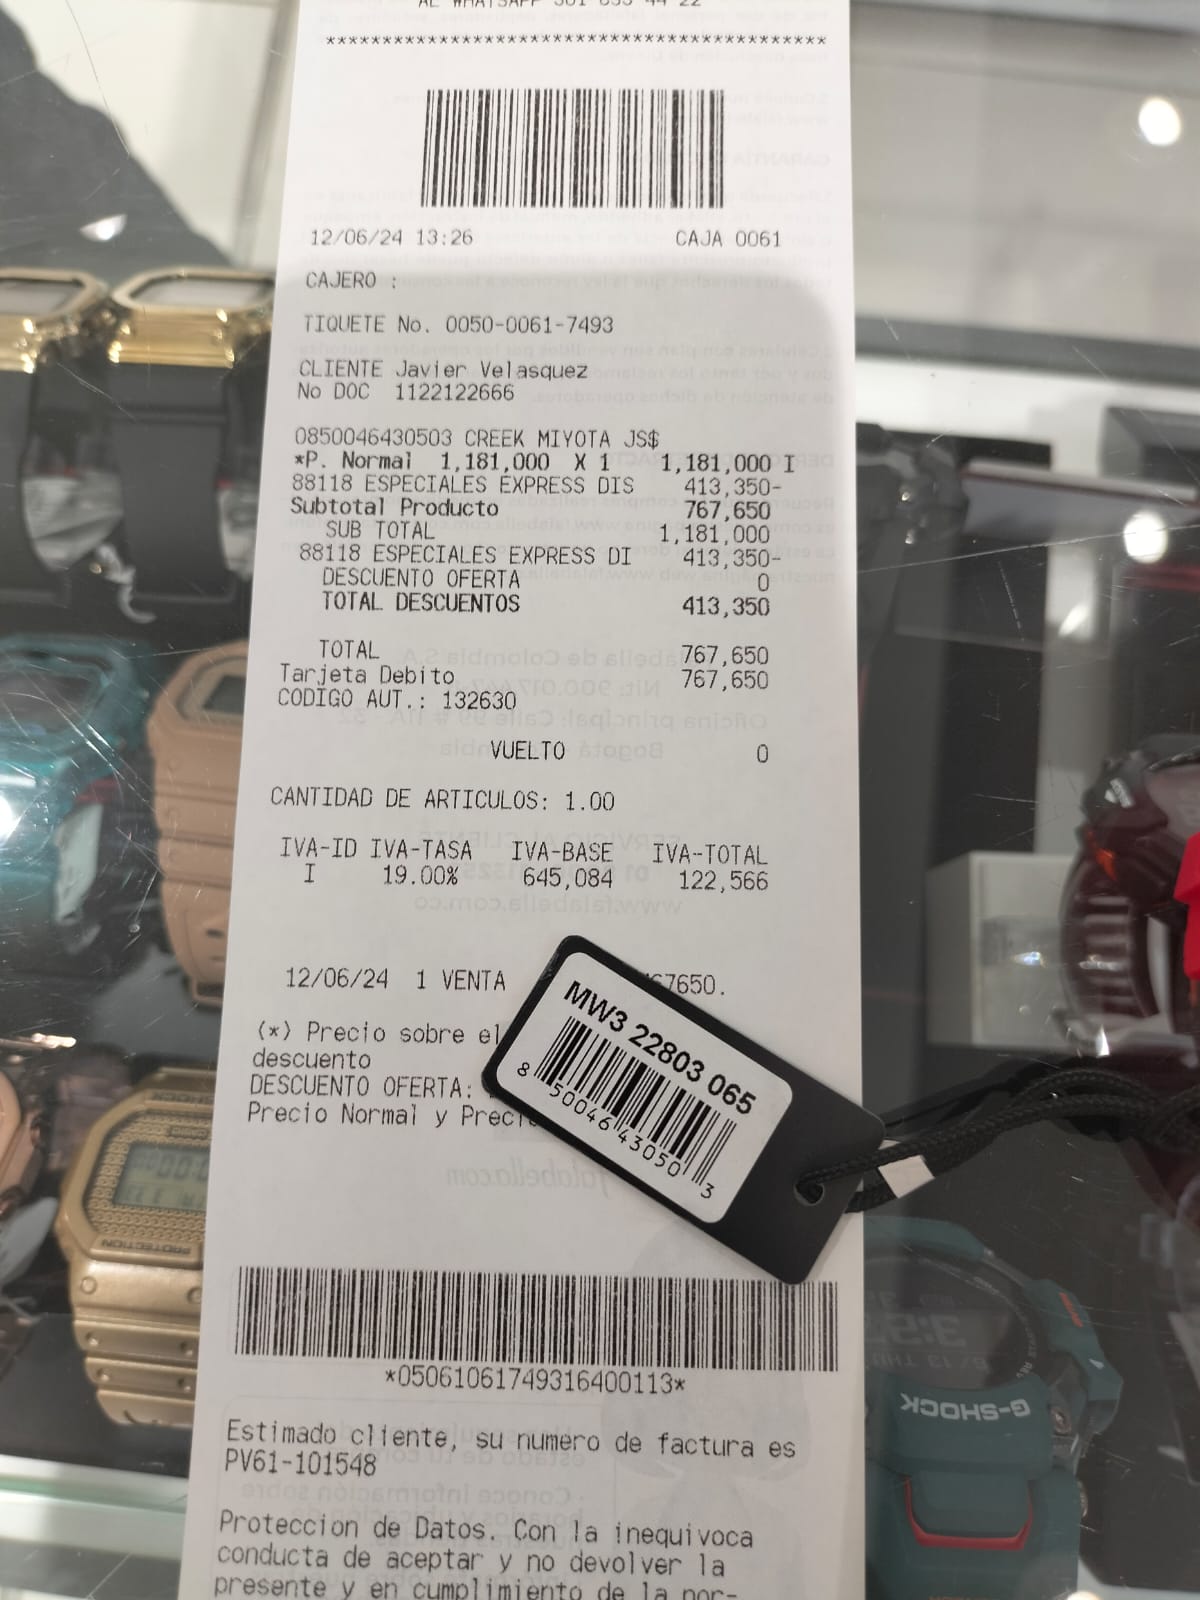 AL WHATSAPP 301 633 44 22
******************************************
12/06/24 13:26 CAJA 0061
CAJERO :
TIQUETE No. 0050-0061-7493
CLIENTE Javier Velasquez
No DOC 1122122666
0850046430503 CREEK MIYOTA JS$
*P. Normal 1,181,000 X 1 1,181,000 I
88118 ESPECIALES EXPRESS DIS 413,350-
Subtotal Producto 767,650
SUB TOTAL 1,181,000
88118 ESPECIALES EXPRESS DI 413,350-
DESCUENTO OFERTA 0
TOTAL DESCUENTOS 413,350
TOTAL 767,650
Tarjeta Debito 767,650
CODIGO AUT.: 132630
VUELTO 0
CANTIDAD DE ARTICULOS: 1.00
IVA-ID IVA-TASA IVA-BASE IVA-TOTAL
I 19.00% 645,084 122,566
12/06/24 1 VENTA 67650.
(*) Precio sobre el
descuento
DESCUENTO OFERTA:
Precio Normal y
MW3 22803 065
8 50046 43050 3
*05061061749316400113*
Estimado cliente, su numero de factura es
PV61-101548
Proteccion de Datos. Con la inequivoca
conducta de aceptar y no devolver la
presente y en cumplimiento de la nor-
G-SHOCK
PROTECTION